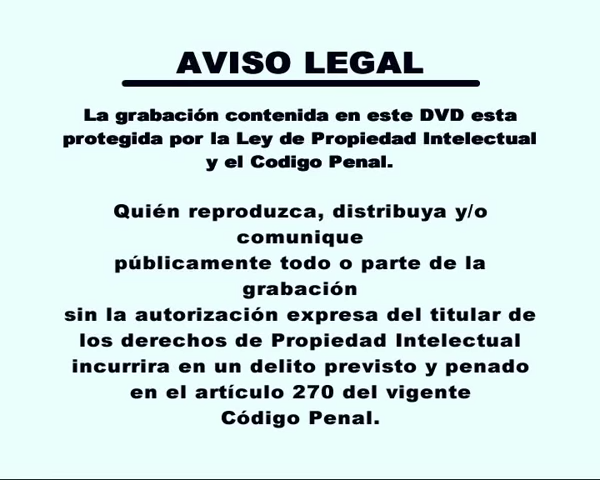 AVISO LEGAL
La grabación contenida en este DVD esta
protegida por la Ley de Propiedad Intelectual
y el Codigo Penal.
Quién reproduzca, distribuya y/o
comunique
públicamente todo o parte de la
grabación
sin la autorización expresa del titular de
los derechos de Propiedad Intelectual
incurrira en un delito previsto y penado
en el artículo 270 del vigente
Código Penal.